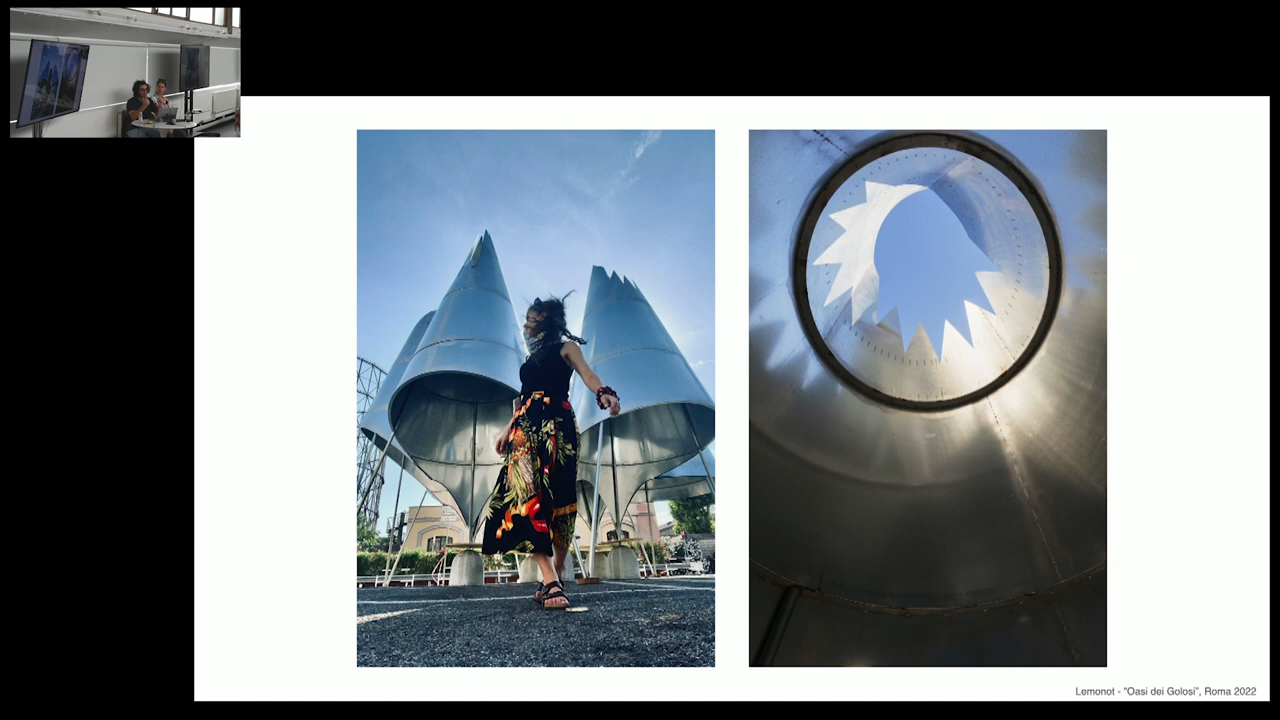 Lemonot - “Oasi dei Golosi”, Roma 2022